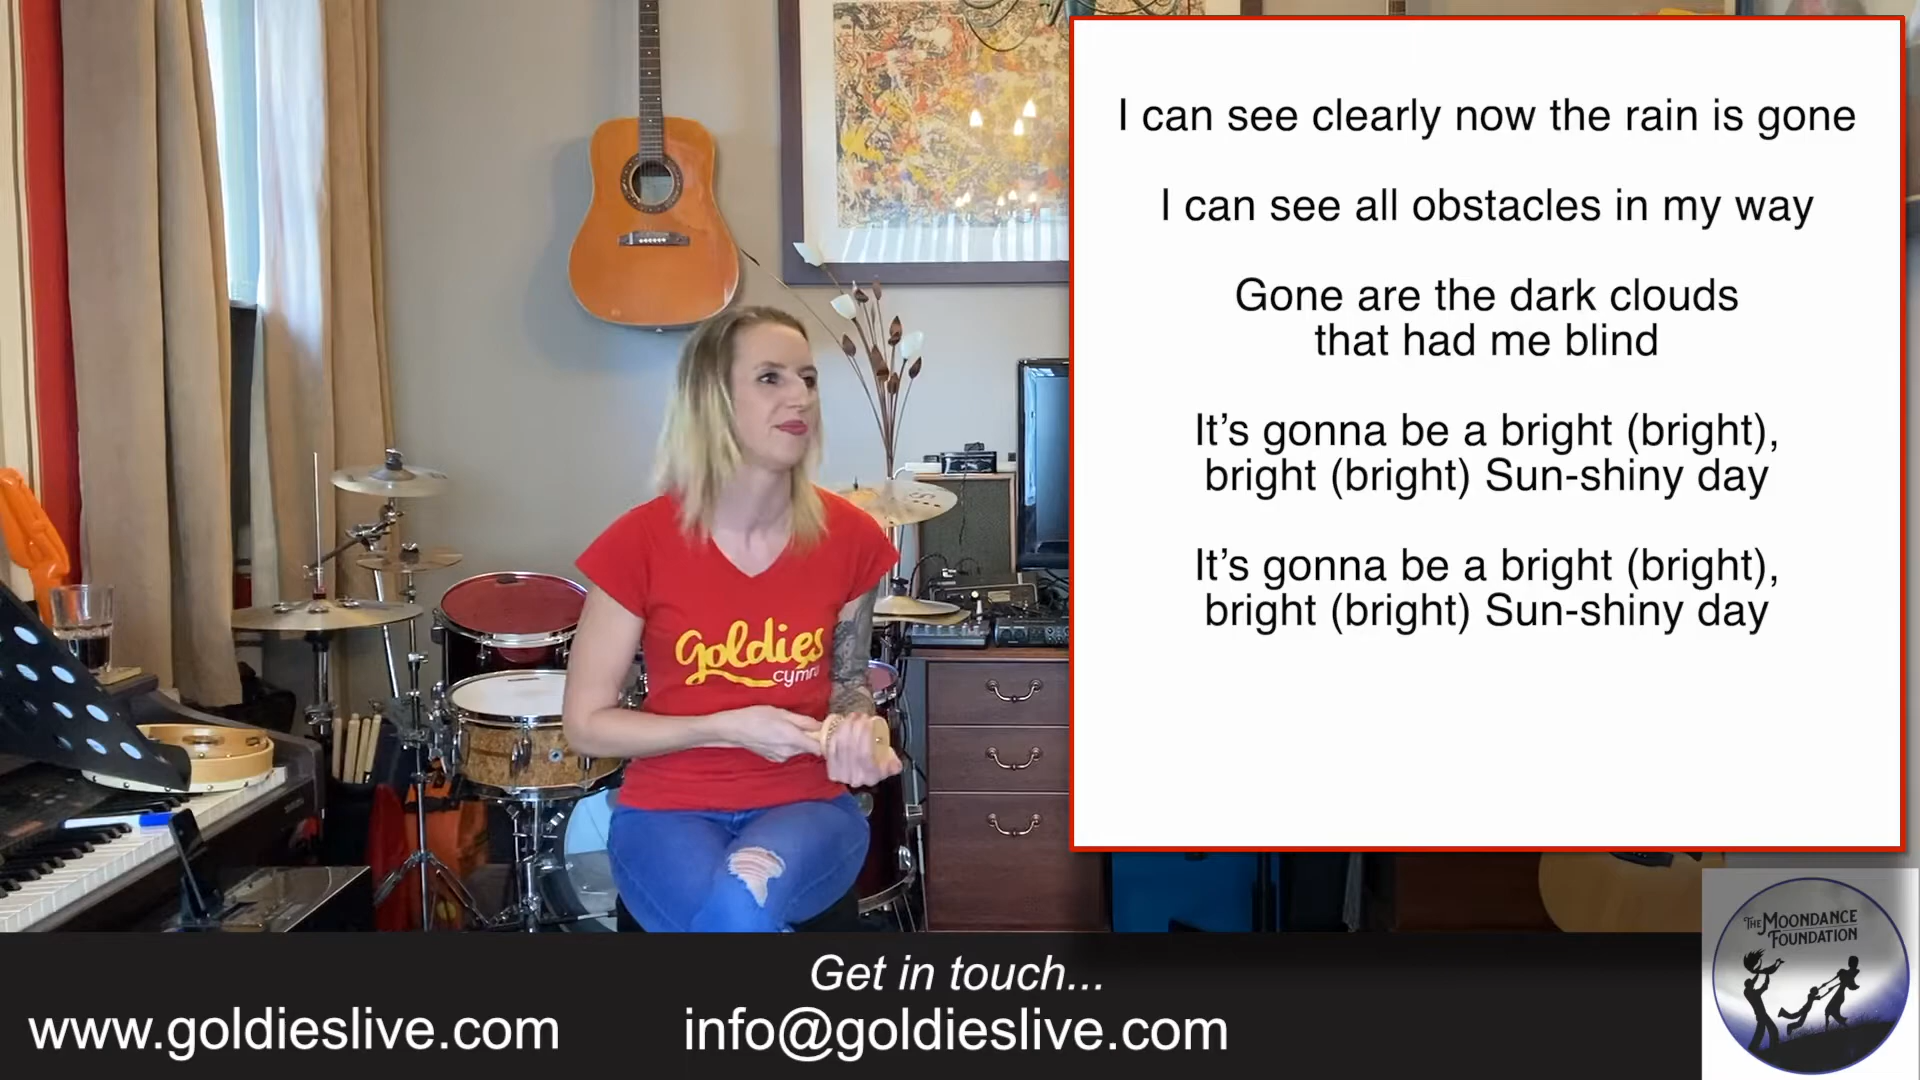 I can see clearly now the rain is gone
I can see all obstacles in my way
Gone are the dark clouds
that had me blind
It's gonna be a bright (bright),
bright (bright) Sun-shiny day
It's gonna be a bright (bright),
bright (bright) Sun-shiny day
Goldies
cymru
Get in touch...
www.goldieslive.com
info@goldieslive.com
THE MOONDANCE
FOUNDATION